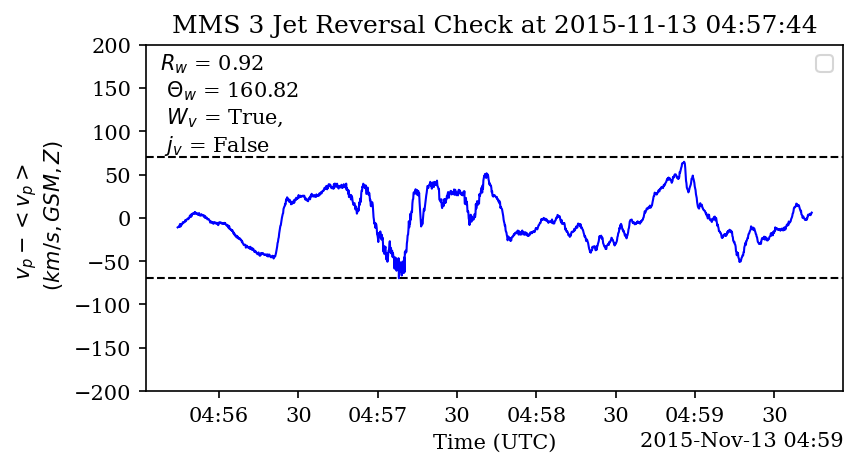 MMS 3 Jet Reversal Check at 2015-11-13 04:57:44
R_w = 0.92
Θ_w = 160.82
W_v = True,
j_v = False
v_p − < v_p >
(km/s, GSM, Z)
200
150
100
50
0
−50
−100
−150
−200
04:56 30 04:57 30 04:58 30 04:59 30
Time (UTC)
2015-Nov-13 04:59